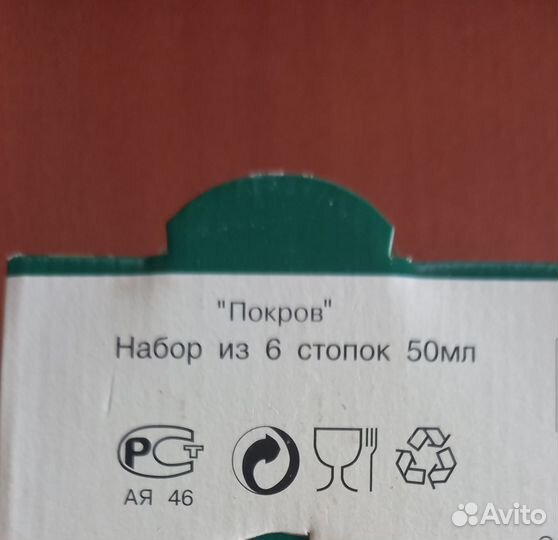 "Покров"
Набор из 6 стопок 50мл
РСТ
АЯ 46
Avito